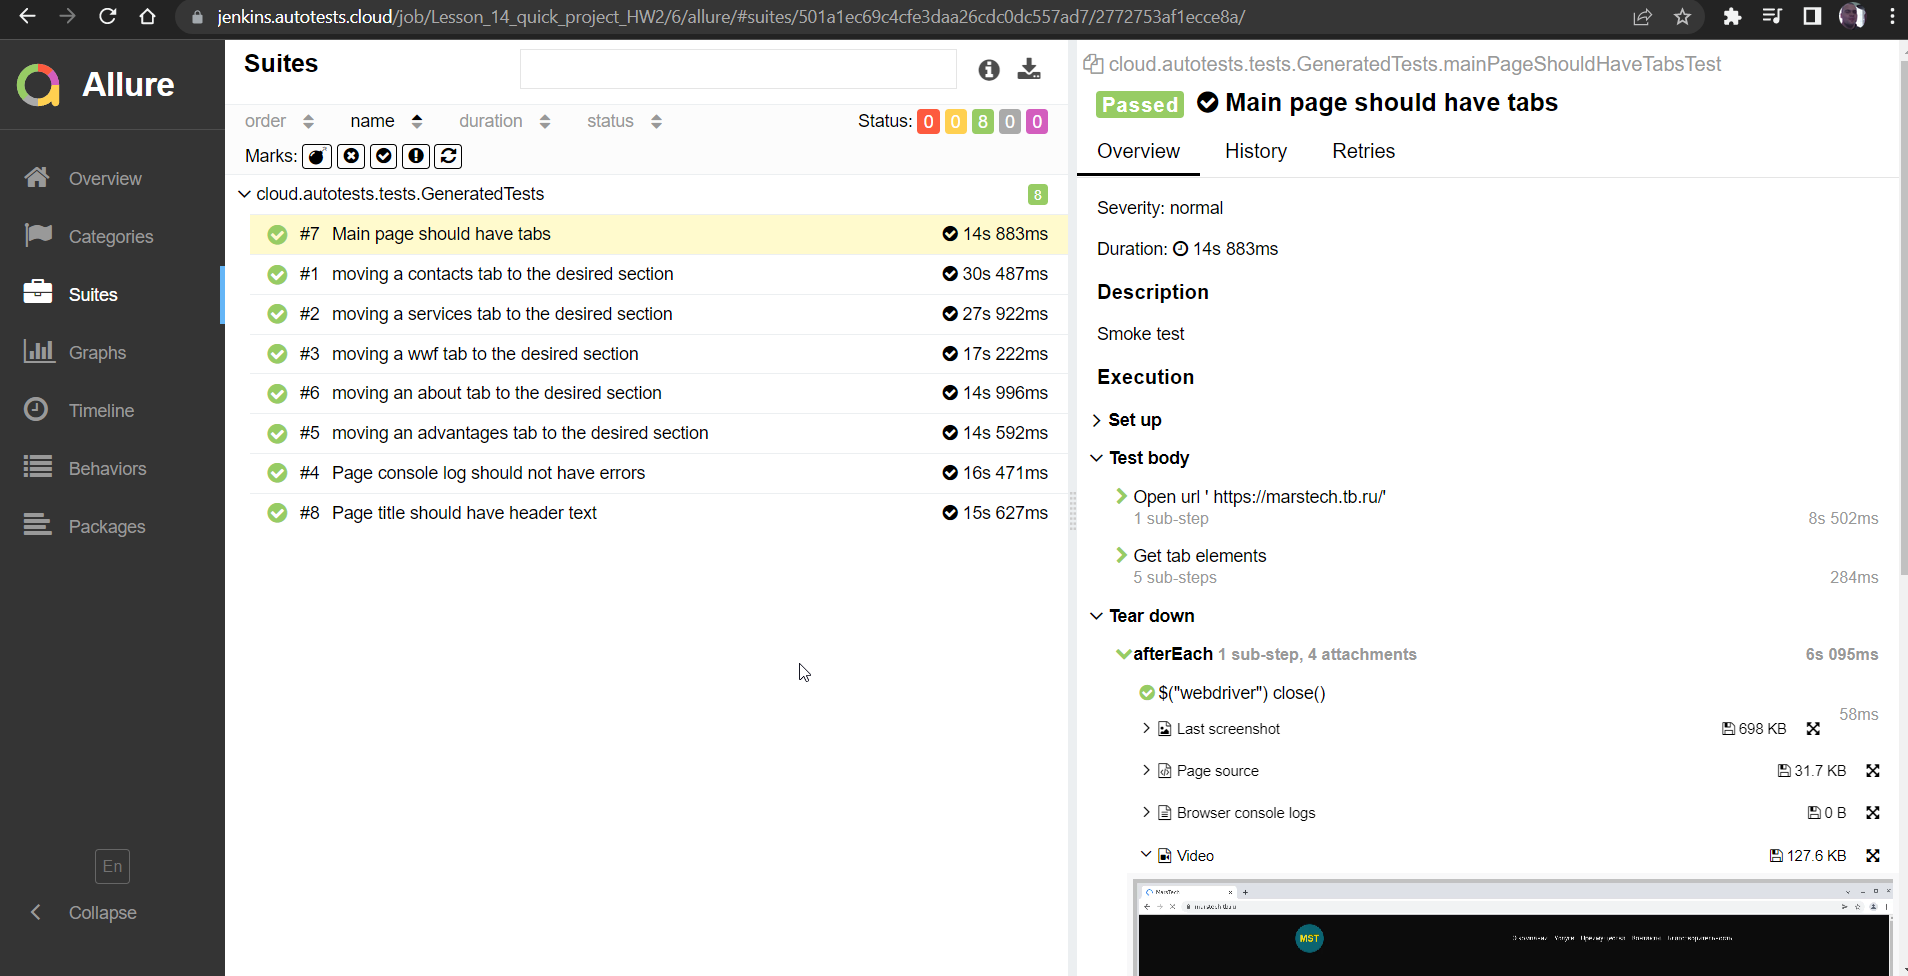 jenkins.autotests.cloud/job/Lesson_14_quick_project_HW2/6/allure/#suites/501a1ec69c4cfe3daa26cdc0dc557ad7/2772753af1ecce8a/
Allure
Overview
Categories
Suites
Graphs
Timeline
Behaviors
Packages
En
Collapse
Suites
order name duration status Status: 0 0 8 0 0
Marks:
cloud.autotests.tests.GeneratedTests 8
#7 Main page should have tabs 14s 883ms
#1 moving a contacts tab to the desired section 30s 487ms
#2 moving a services tab to the desired section 27s 922ms
#3 moving a wwf tab to the desired section 17s 222ms
#6 moving an about tab to the desired section 14s 996ms
#5 moving an advantages tab to the desired section 14s 592ms
#4 Page console log should not have errors 16s 471ms
#8 Page title should have header text 15s 627ms
cloud.autotests.tests.GeneratedTests.mainPageShouldHaveTabsTest
Passed Main page should have tabs
Overview History Retries
Severity: normal
Duration: 14s 883ms
Description
Smoke test
Execution
Set up
Test body
Open url ' https://marstech.tb.ru/'
1 sub-step 8s 502ms
Get tab elements
5 sub-steps 284ms
Tear down
afterEach 1 sub-step, 4 attachments 6s 095ms
$("webdriver") close()
58ms
Last screenshot 698 KB
Page source 31.7 KB
Browser console logs 0 B
Video 127.6 KB
MarsTech
marstech.tb.ru
MST
О компании Услуги Преимущества Контакты Благотворительность